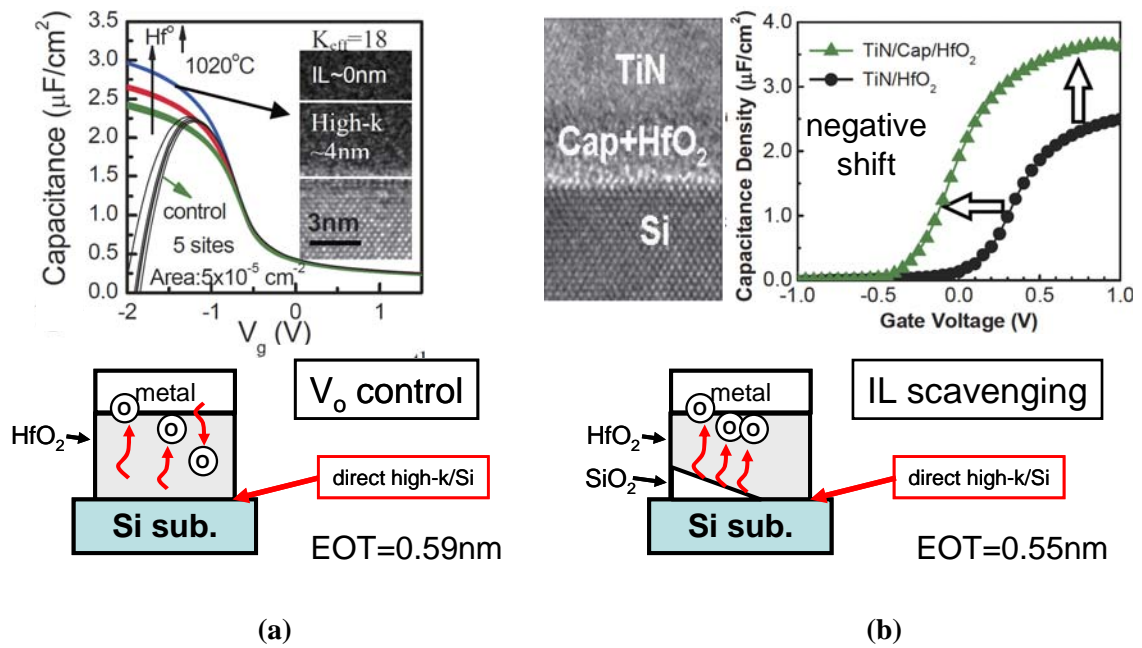 3.5
3.0
2.5
2.0
1.5
1.0
0.5
0.0
Capacitance (μF/cm²)
Hf°
1020°C
K_eff=18
IL~0nm
High-k
~4nm
3nm
control
5 sites
Area:5x10⁻⁵ cm⁻²
-2 -1 0 1
V_g (V)
TiN
Cap+HfO₂
Si
Capacitance Density (μF/cm²)
4.0
3.0
2.0
1.0
0.0
TiN/Cap/HfO₂
TiN/HfO₂
negative
shift
-1.0 -0.5 0.0 0.5 1.0
Gate Voltage (V)
metal
V₀ control
O
O
O
HfO₂
direct high-k/Si
Si sub.
EOT=0.59nm
metal
IL scavenging
O
O O
HfO₂
SiO₂
direct high-k/Si
Si sub.
EOT=0.55nm
(a)
(b)